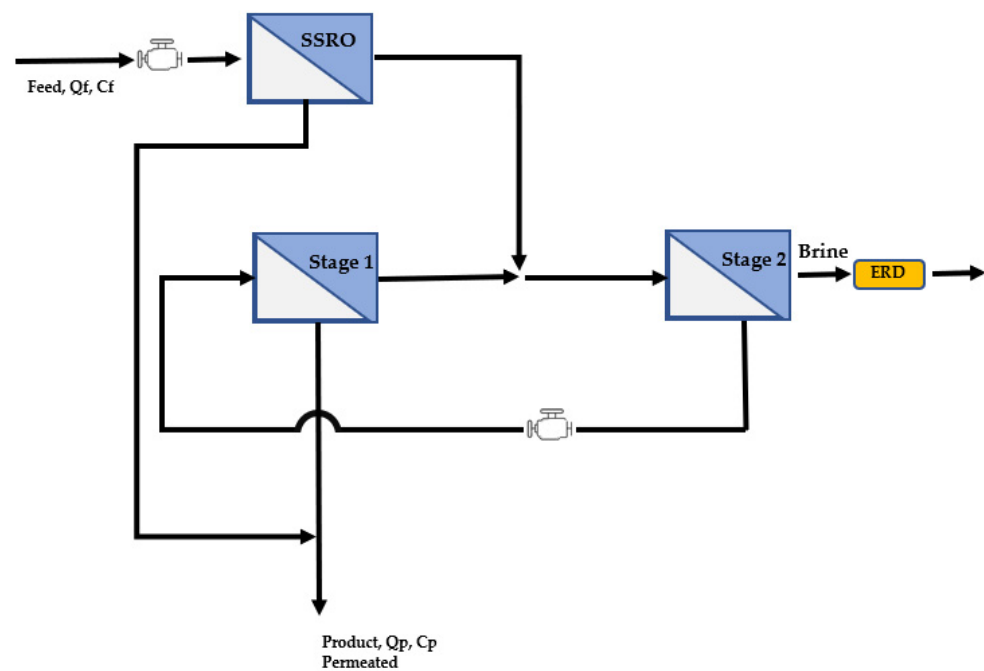 SSRO
Feed, Qf, Cf
Stage 1
Stage 2
Brine
ERD
Product, Qp, Cp
Permeated